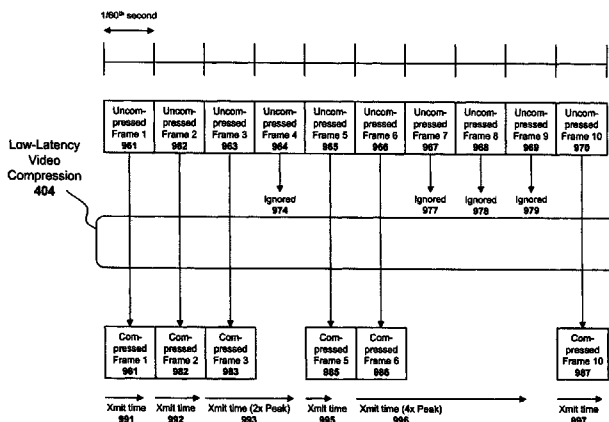 1/60th second
Uncom-pressed Frame 1 961
Uncom-pressed Frame 2 962
Uncom-pressed Frame 3 963
Uncom-pressed Frame 4 964
Uncom-pressed Frame 5 965
Uncom-pressed Frame 6 966
Uncom-pressed Frame 7 967
Uncom-pressed Frame 8 968
Uncom-pressed Frame 9 969
Uncom-pressed Frame 10 970
Low-Latency
Video
Compression
404
Ignored 974
Ignored 977
Ignored 978
Ignored 979
Com-pressed Frame 1 981
Com-pressed Frame 2 982
Com-pressed Frame 3 983
Com-pressed Frame 5 985
Com-pressed Frame 6 986
Com-pressed Frame 10 987
Xmit time 991
Xmit time 992
Xmit time (2x Peak) 993
Xmit time 995
Xmit time (4x Peak) 996
Xmit time 997